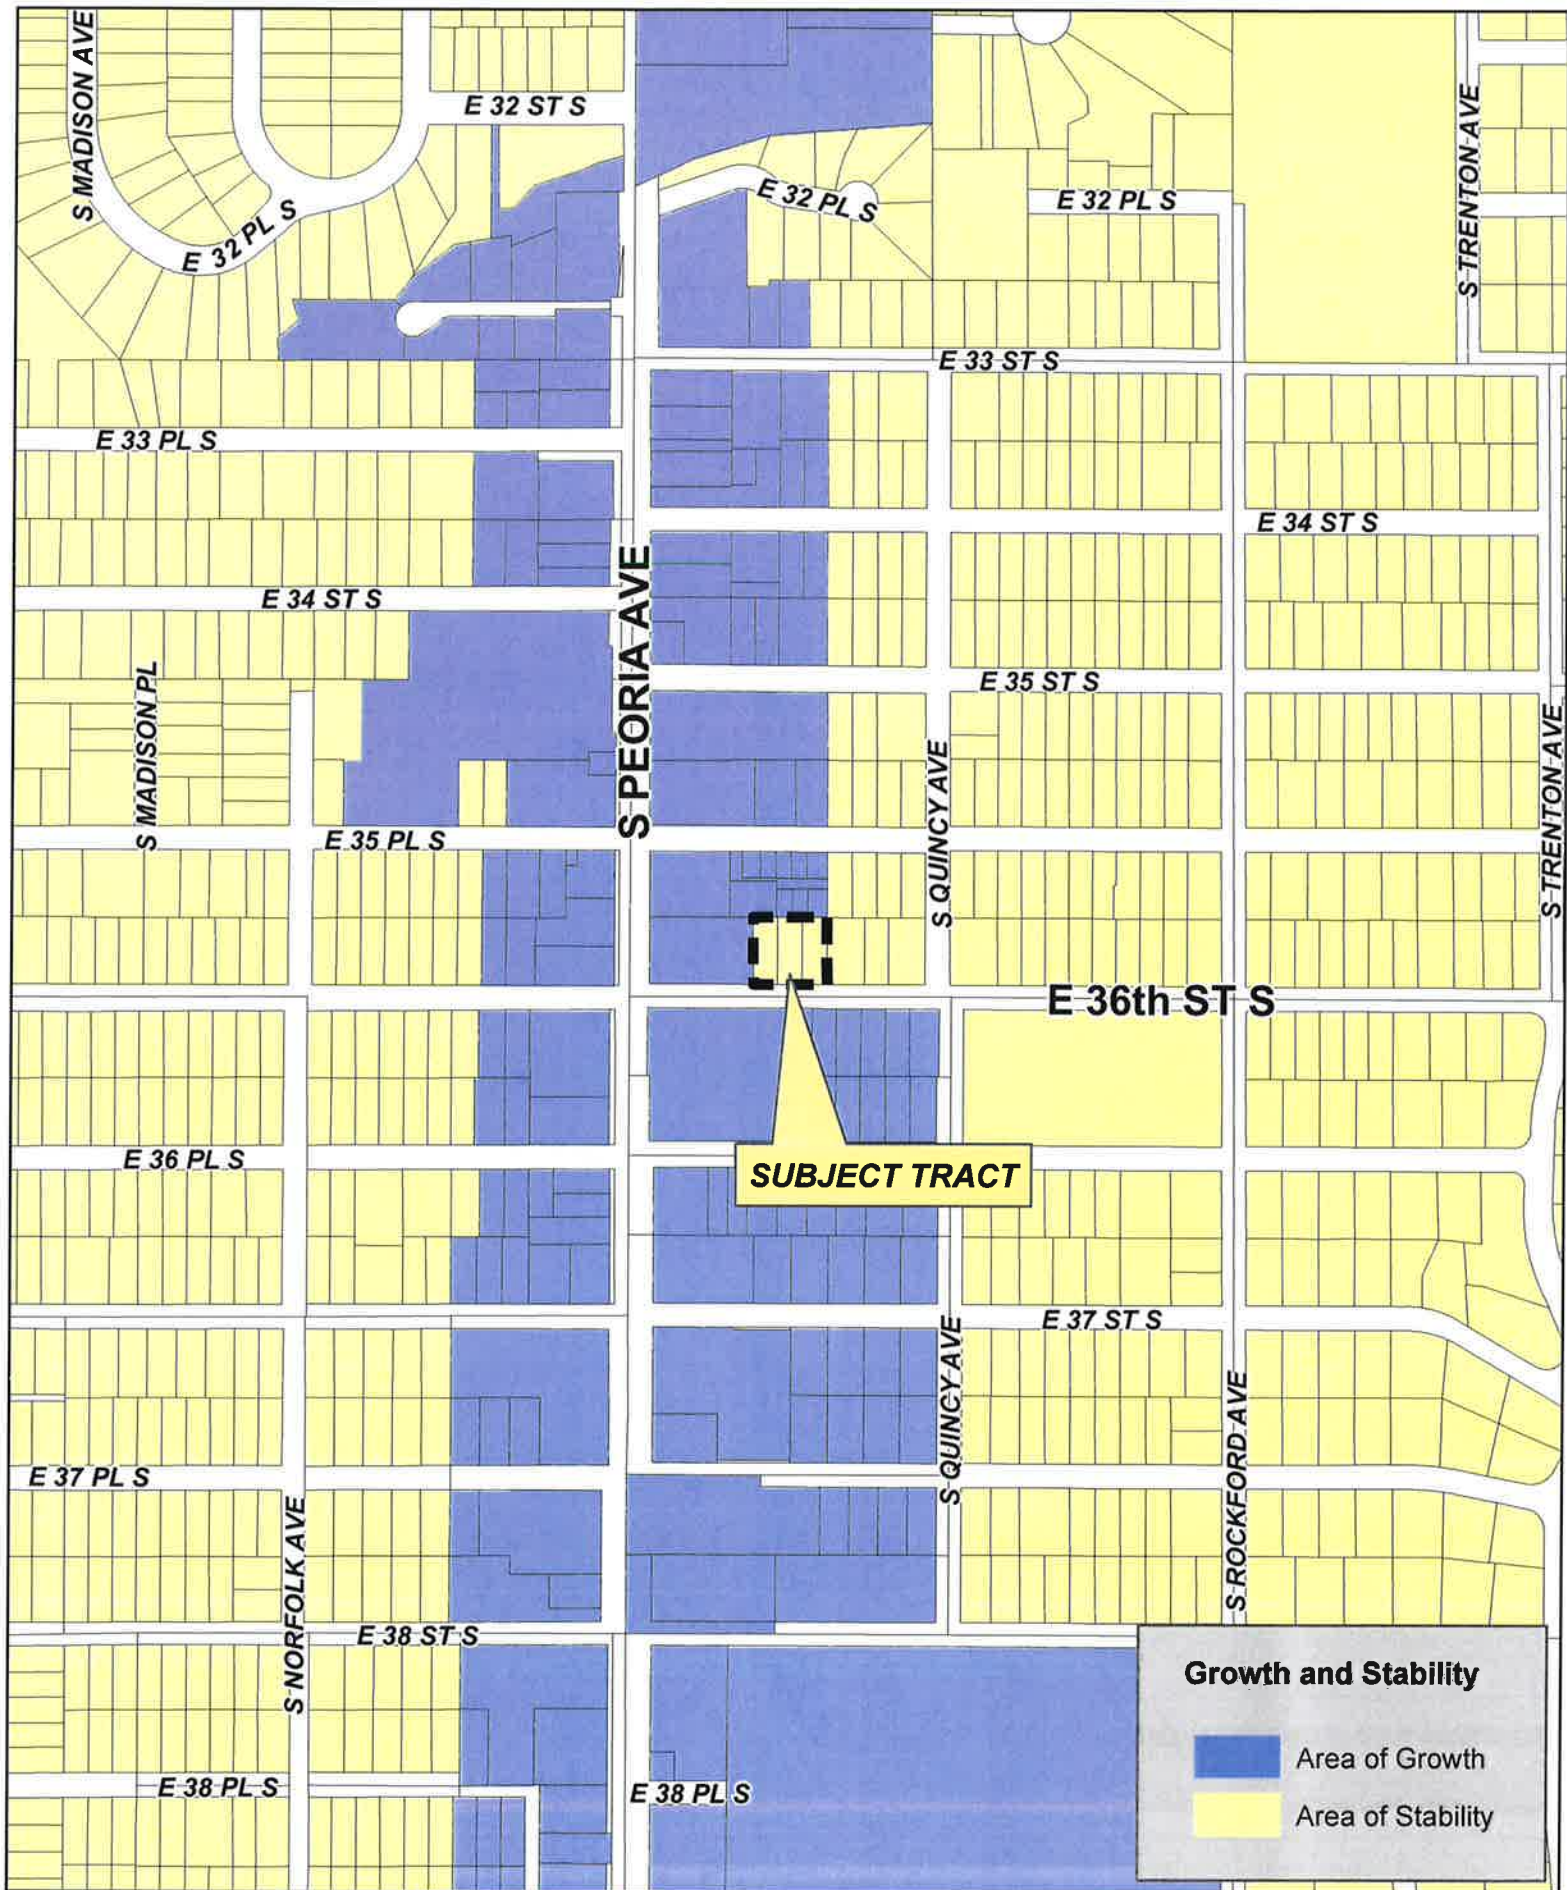 S MADISON AVE
E 32 ST S
S TRENTON AVE
E 32 PL S
E 32 PL S
E 32 PL S
E 33 ST S
E 33 PL S
E 34 ST S
S PEORIA AVE
E 34 ST S
S MADISON PL
E 35 ST S
S QUINCY AVE
S TRENTON AVE
E 35 PL S
E 36th ST S
E 36 PL S
SUBJECT TRACT
E 37 ST S
S QUINCY AVE
S ROCKFORD AVE
E 37 PL S
S NORFOLK AVE
E 38 ST S
Growth and Stability
Area of Growth
E 38 PL S
E 38 PL S
Area of Stability